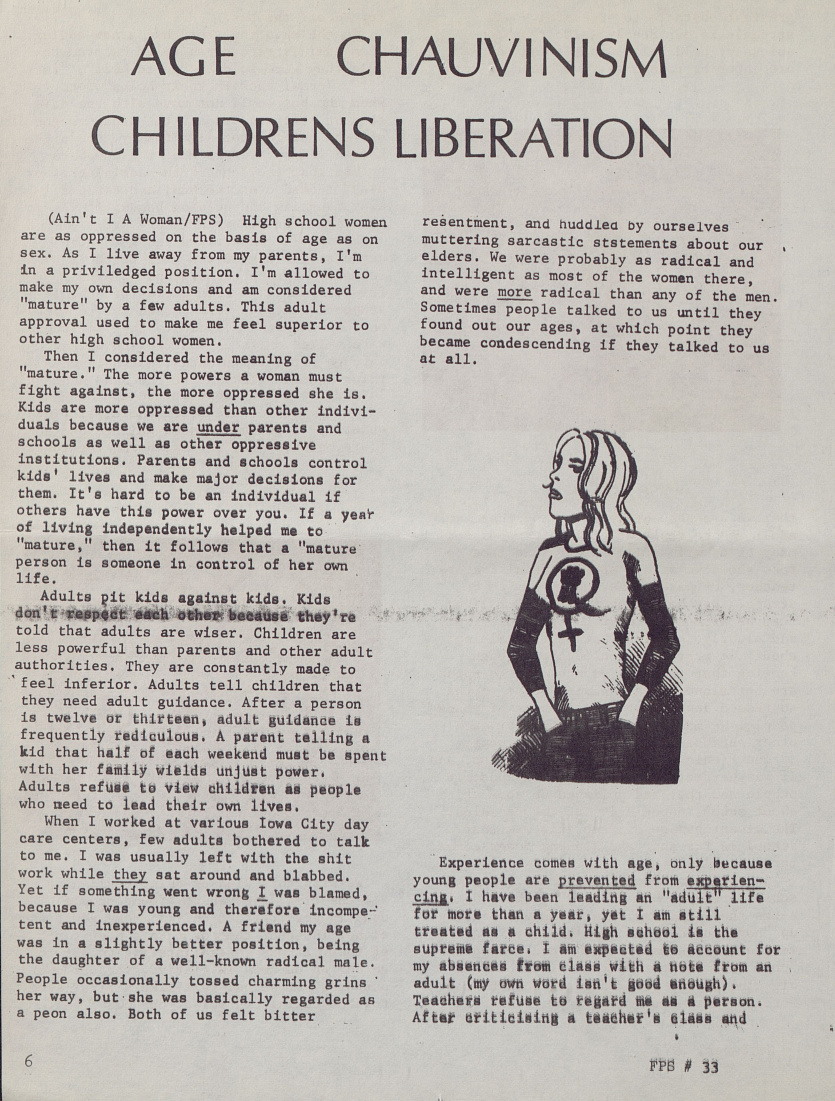 AGE CHAUVINISM
CHILDRENS LIBERATION
(Ain't I A Woman/FPS) High school women
are as oppressed on the basis of age as on
sex. As I live away from my parents, I'm
in a priviledged position. I'm allowed to
make my own decisions and am considered
"mature" by a few adults. This adult
approval used to make me feel superior to
other high school women.
Then I considered the meaning of
"mature." The more powers a woman must
fight against, the more oppressed she is.
Kids are more oppressed than other indivi-
duals because we are under parents and
schools as well as other oppressive
institutions. Parents and schools control
kids' lives and make major decisions for
them. It's hard to be an individual if
others have this power over you. If a year
of living independently helped me to
"mature," then it follows that a "mature
person is someone in control of her own
life.
Adults pit kids against kids. Kids
don't respect each other because they're
told that adults are wiser. Children are
less powerful than parents and other adult
authorities. They are constantly made to
feel inferior. Adults tell children that
they need adult guidance. After a person
is twelve or thirteen, adult guidance is
frequently rediculous. A parent telling a
kid that half of each weekend must be spent
with her family wields unjust power.
Adults refuse to view children as people
who need to lead their own lives.
When I worked at various Iowa City day
care centers, few adults bothered to talk
to me. I was usually left with the shit
work while they sat around and blabbed.
Yet if something went wrong I was blamed,
because I was young and therefore incompe-
tent and inexperienced. A friend my age
was in a slightly better position, being
the daughter of a well-known radical male.
People occasionally tossed charming grins
her way, but she was basically regarded as
a peon also. Both of us felt bitter
resentment, and huddled by ourselves
muttering sarcastic ststements about our
elders. We were probably as radical and
intelligent as most of the women there,
and were more radical than any of the men.
Sometimes people talked to us until they
found out our ages, at which point they
became condescending if they talked to us
at all.
Experience comes with age, only because
young people are prevented from experien-
cing. I have been leading an "adult" life
for more than a year, yet I am still
treated as a child. High school is the
supreme farce. I am expected to account for
my absences from class with a note from an
adult (my own word isn't good enough).
Teachers refuse to regard me as a person.
After criticising a teacher's class and
6
FPS # 33